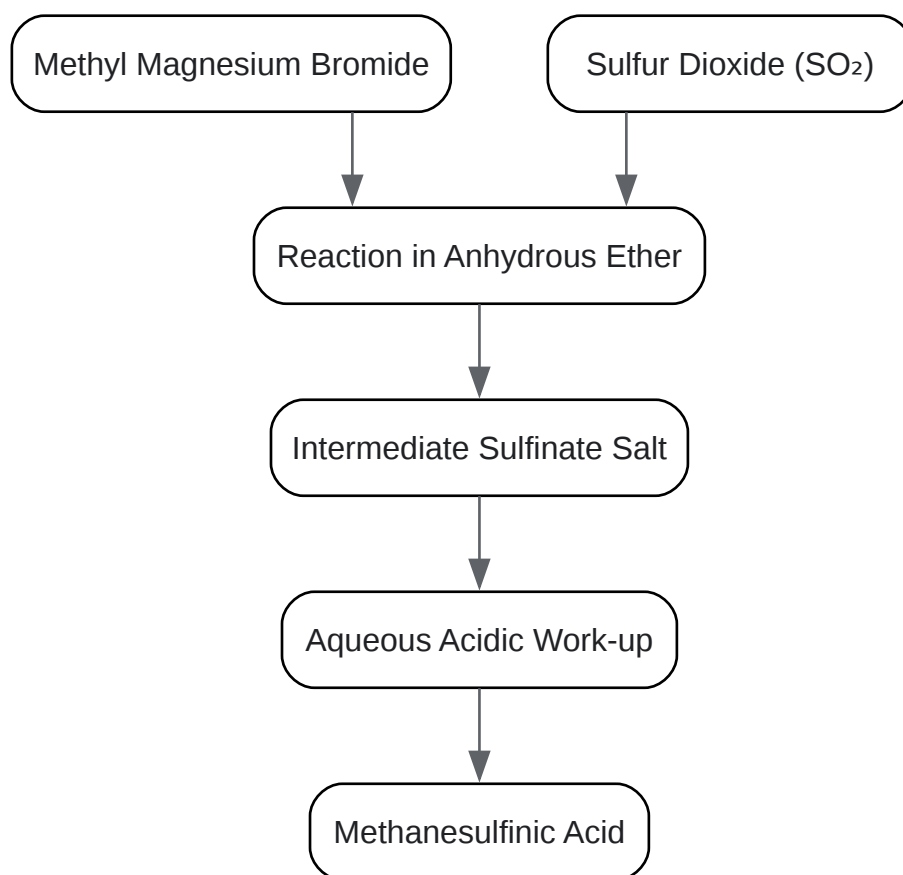 Methyl Magnesium Bromide
Sulfur Dioxide (SO₂)
Reaction in Anhydrous Ether
Intermediate Sulfinate Salt
Aqueous Acidic Work-up
Methanesulfinic Acid